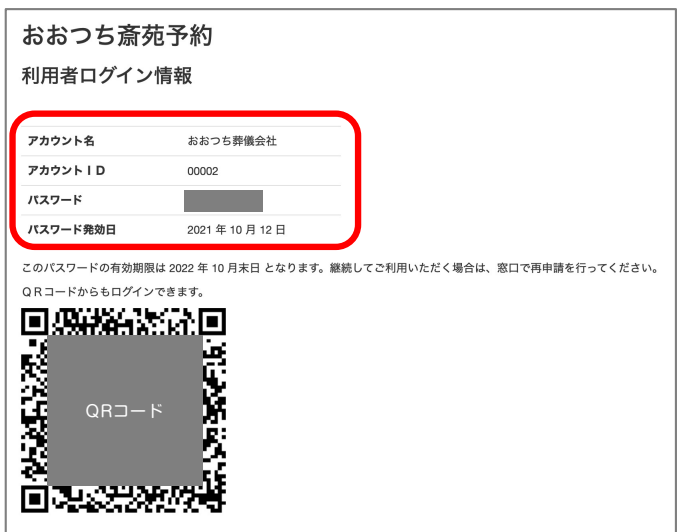 おおつち斎苑予約
利用者ログイン情報
アカウント名 おおつち葬儀会社
アカウントＩＤ 00002
パスワード
パスワード発効日 2021 年 10 月 12 日
このパスワードの有効期限は 2022 年 10 月末日 となります。継続してご利用いただく場合は、窓口で再申請を行ってください。
ＱＲコードからもログインできます。
QRコード